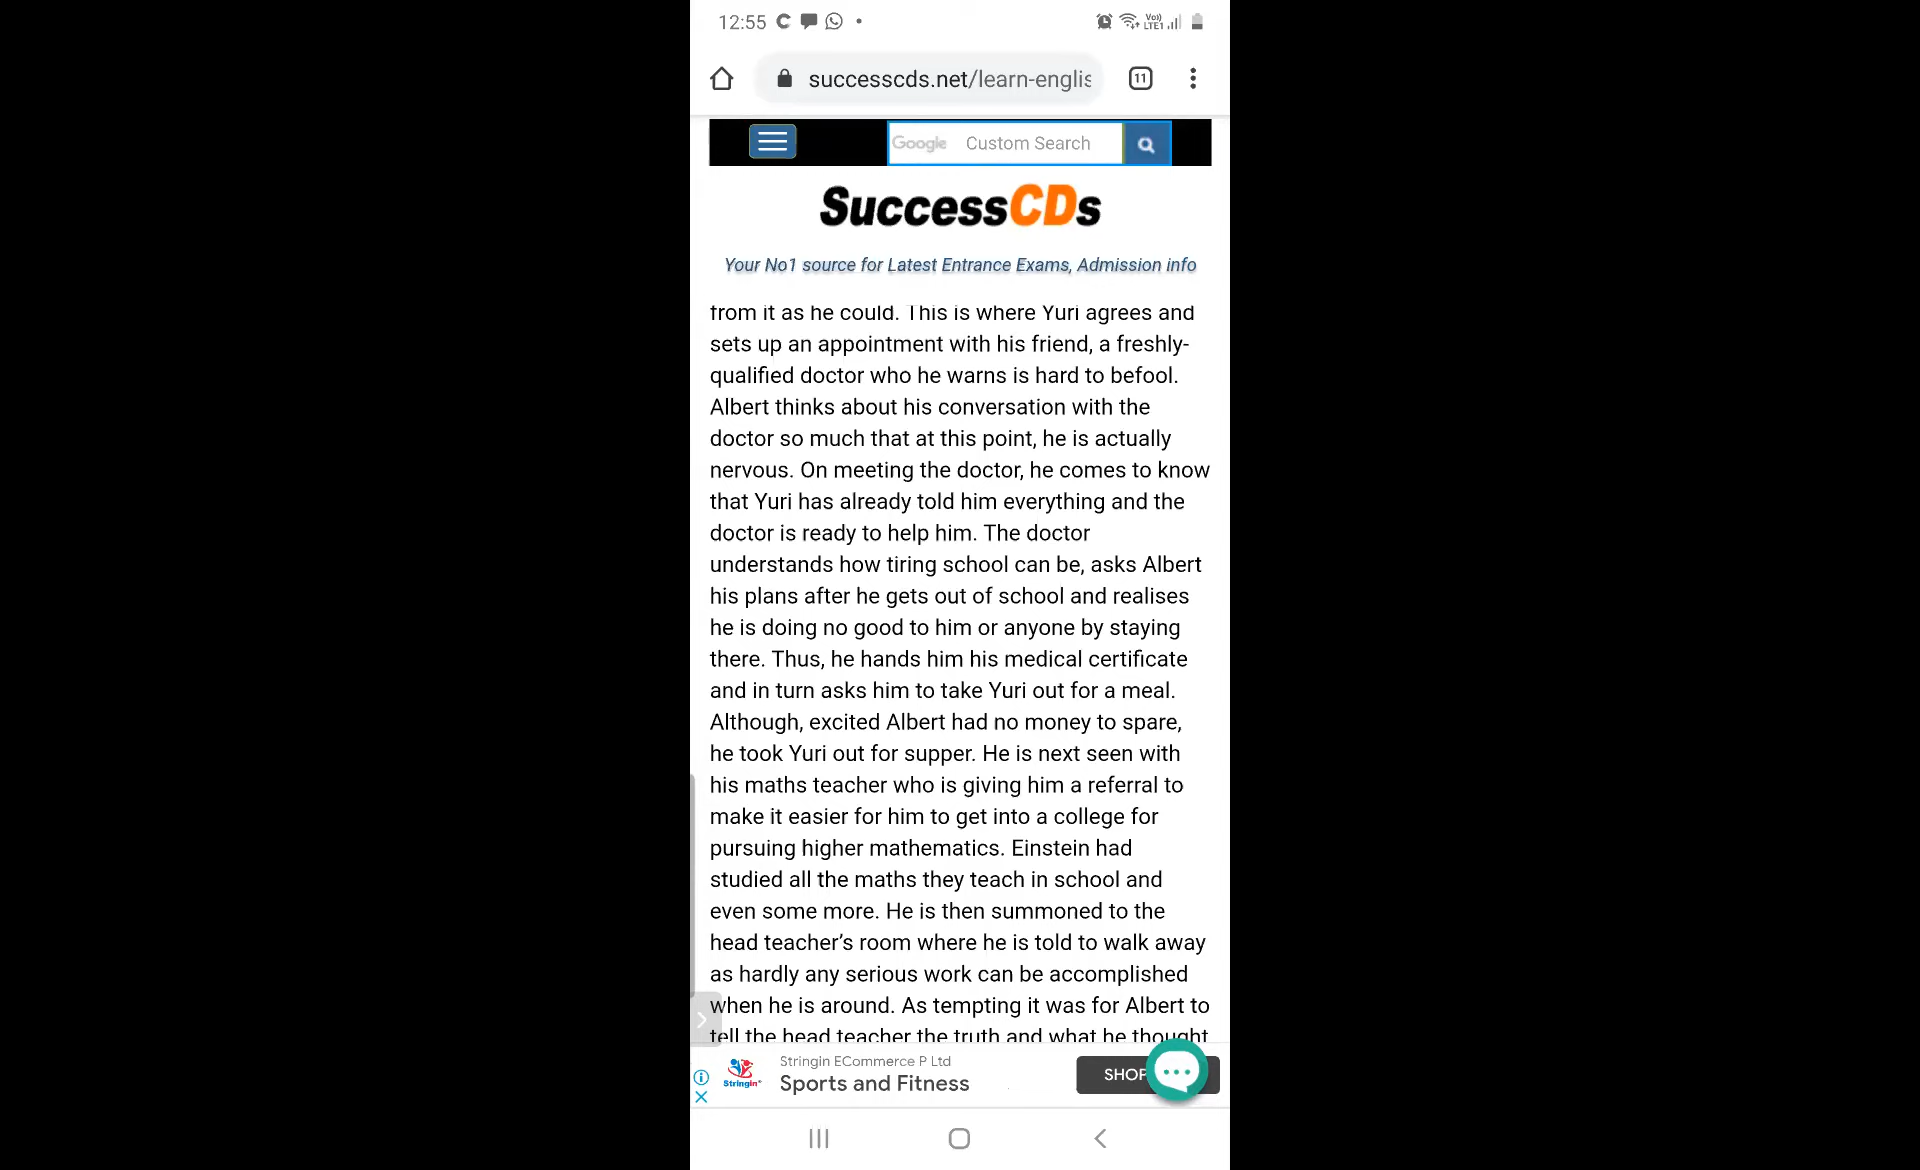 12:55
Vo)) LTE1
successcds.net/learn-englis
11
Google Custom Search
SuccessCDs
Your No1 source for Latest Entrance Exams, Admission info
from it as he could. This is where Yuri agrees and
sets up an appointment with his friend, a freshly-
qualified doctor who he warns is hard to befool.
Albert thinks about his conversation with the
doctor so much that at this point, he is actually
nervous. On meeting the doctor, he comes to know
that Yuri has already told him everything and the
doctor is ready to help him. The doctor
understands how tiring school can be, asks Albert
his plans after he gets out of school and realises
he is doing no good to him or anyone by staying
there. Thus, he hands him his medical certificate
and in turn asks him to take Yuri out for a meal.
Although, excited Albert had no money to spare,
he took Yuri out for supper. He is next seen with
his maths teacher who is giving him a referral to
make it easier for him to get into a college for
pursuing higher mathematics. Einstein had
studied all the maths they teach in school and
even some more. He is then summoned to the
head teacher’s room where he is told to walk away
as hardly any serious work can be accomplished
when he is around. As tempting it was for Albert to
tell the head teacher the truth and what he thought
Stringin ECommerce P Ltd
Stringin
Sports and Fitness
SHOP